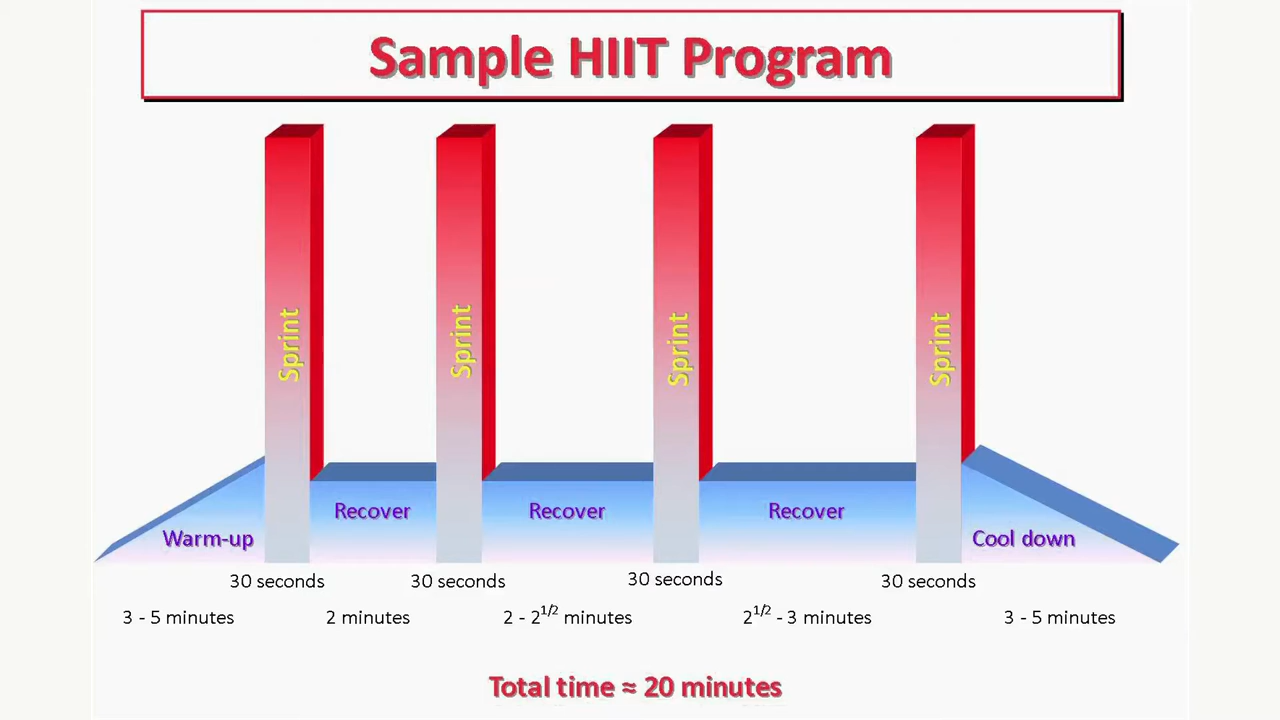 Sample HIIT Program
Sprint
Sprint
Sprint
Sprint
Warm-up
Recover
Recover
Recover
Cool down
30 seconds
30 seconds
30 seconds
30 seconds
3 - 5 minutes
2 minutes
2 - 2^1/2 minutes
2^1/2 - 3 minutes
3 - 5 minutes
Total time ≈ 20 minutes